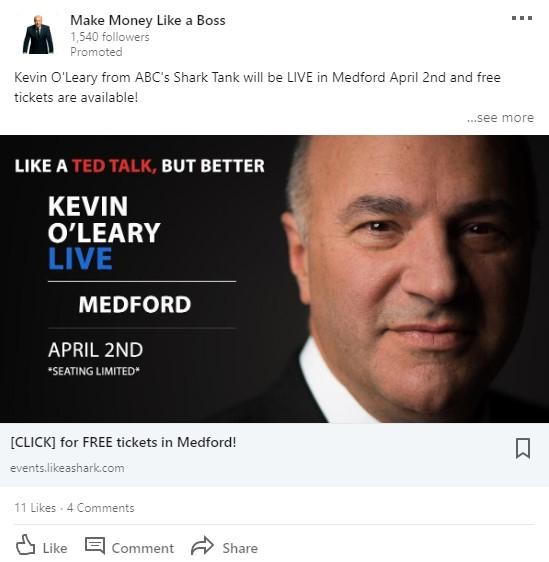 Make Money Like a Boss
1,540 followers
Promoted
Kevin O'Leary from ABC's Shark Tank will be LIVE in Medford April 2nd and free
tickets are available!
...see more
LIKE A TED TALK, BUT BETTER
KEVIN
O'LEARY
LIVE
MEDFORD
APRIL 2ND
*SEATING LIMITED*
[CLICK] for FREE tickets in Medford!
events.likeashark.com
11 Likes · 4 Comments
Like Comment Share